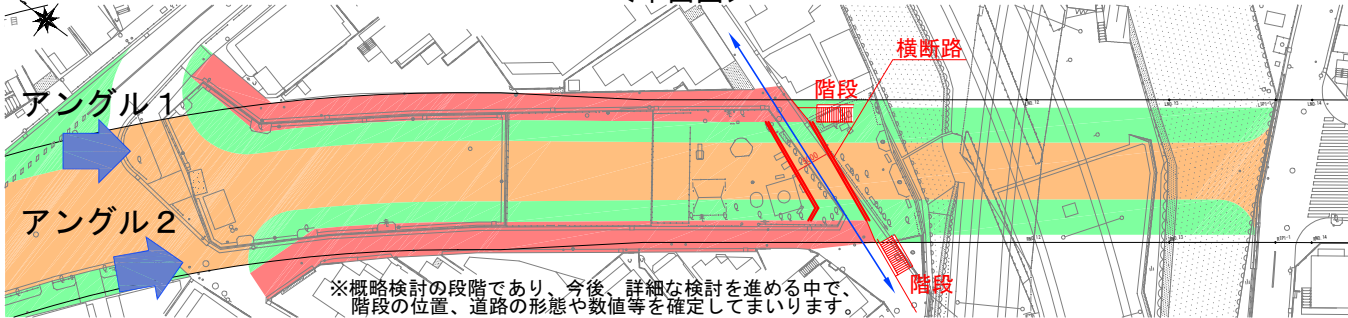 アングル1
アングル2
階段
横断路
階段
※概略検討の段階であり、今後、詳細な検討を進める中で、
階段の位置、道路の形態や数値等を確定してまいります。